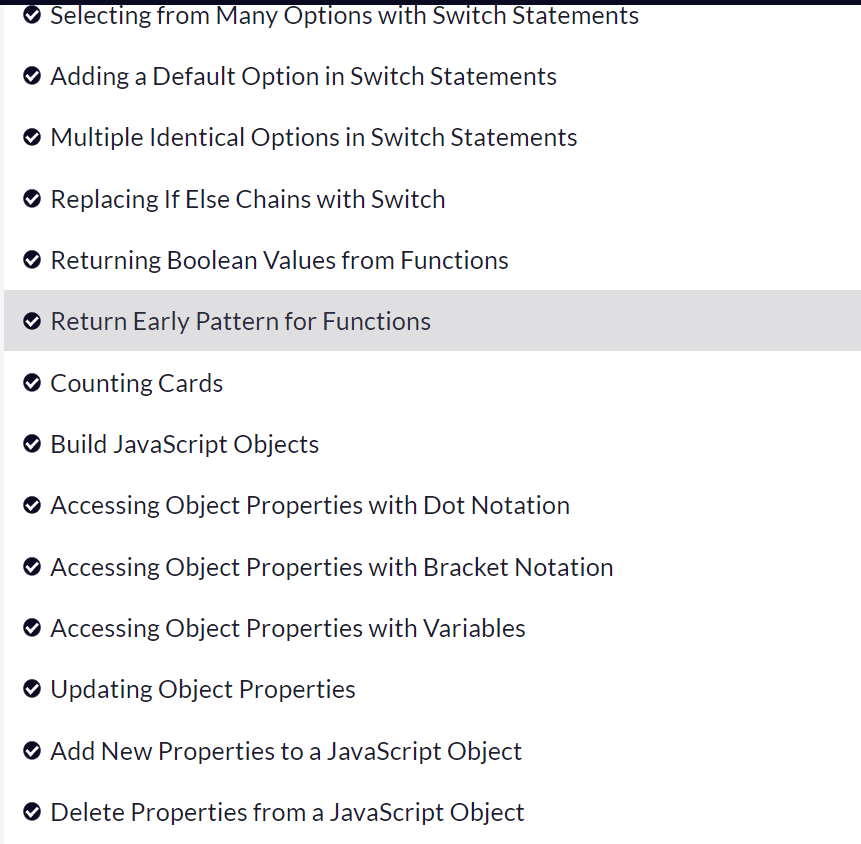 Selecting from Many Options with Switch Statements
Adding a Default Option in Switch Statements
Multiple Identical Options in Switch Statements
Replacing If Else Chains with Switch
Returning Boolean Values from Functions
Return Early Pattern for Functions
Counting Cards
Build JavaScript Objects
Accessing Object Properties with Dot Notation
Accessing Object Properties with Bracket Notation
Accessing Object Properties with Variables
Updating Object Properties
Add New Properties to a JavaScript Object
Delete Properties from a JavaScript Object